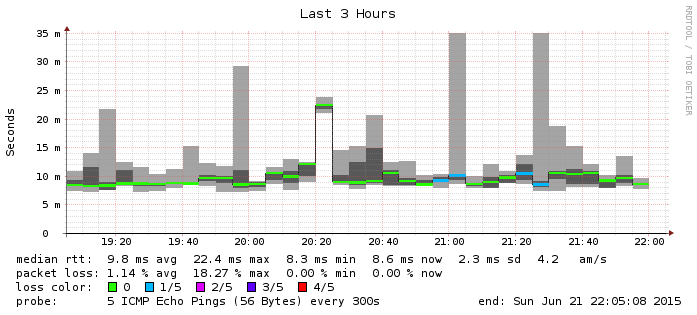 Last 3 Hours
RRDTOOL / TOBI OETIKER
Seconds
35 m
30 m
25 m
20 m
15 m
10 m
5 m
0
19:20 19:40 20:00 20:20 20:40 21:00 21:20 21:40 22:00
median rtt: 9.8 ms avg 22.4 ms max 8.3 ms min 8.6 ms now 2.3 ms sd 4.2 am/s
packet loss: 1.14 % avg 18.27 % max 0.00 % min 0.00 % now
loss color: 0 1/5 2/5 3/5 4/5
probe: 5 ICMP Echo Pings (56 Bytes) every 300s end: Sun Jun 21 22:05:08 2015